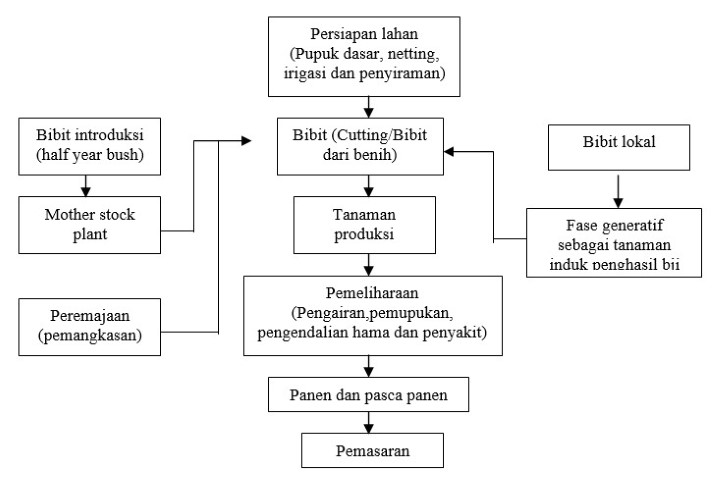 Persiapan lahan
(Pupuk dasar, netting,
irigasi dan penyiraman)
Bibit introduksi
(half year bush)
Bibit (Cutting/Bibit
dari benih)
Bibit lokal
Mother stock
plant
Tanaman
produksi
Fase generatif
sebagai tanaman
induk penghasil bij
Peremajaan
(pemangkasan)
Pemeliharaan
(Pengairan,pemupukan,
pengendalian hama dan penyakit)
Panen dan pasca panen
Pemasaran